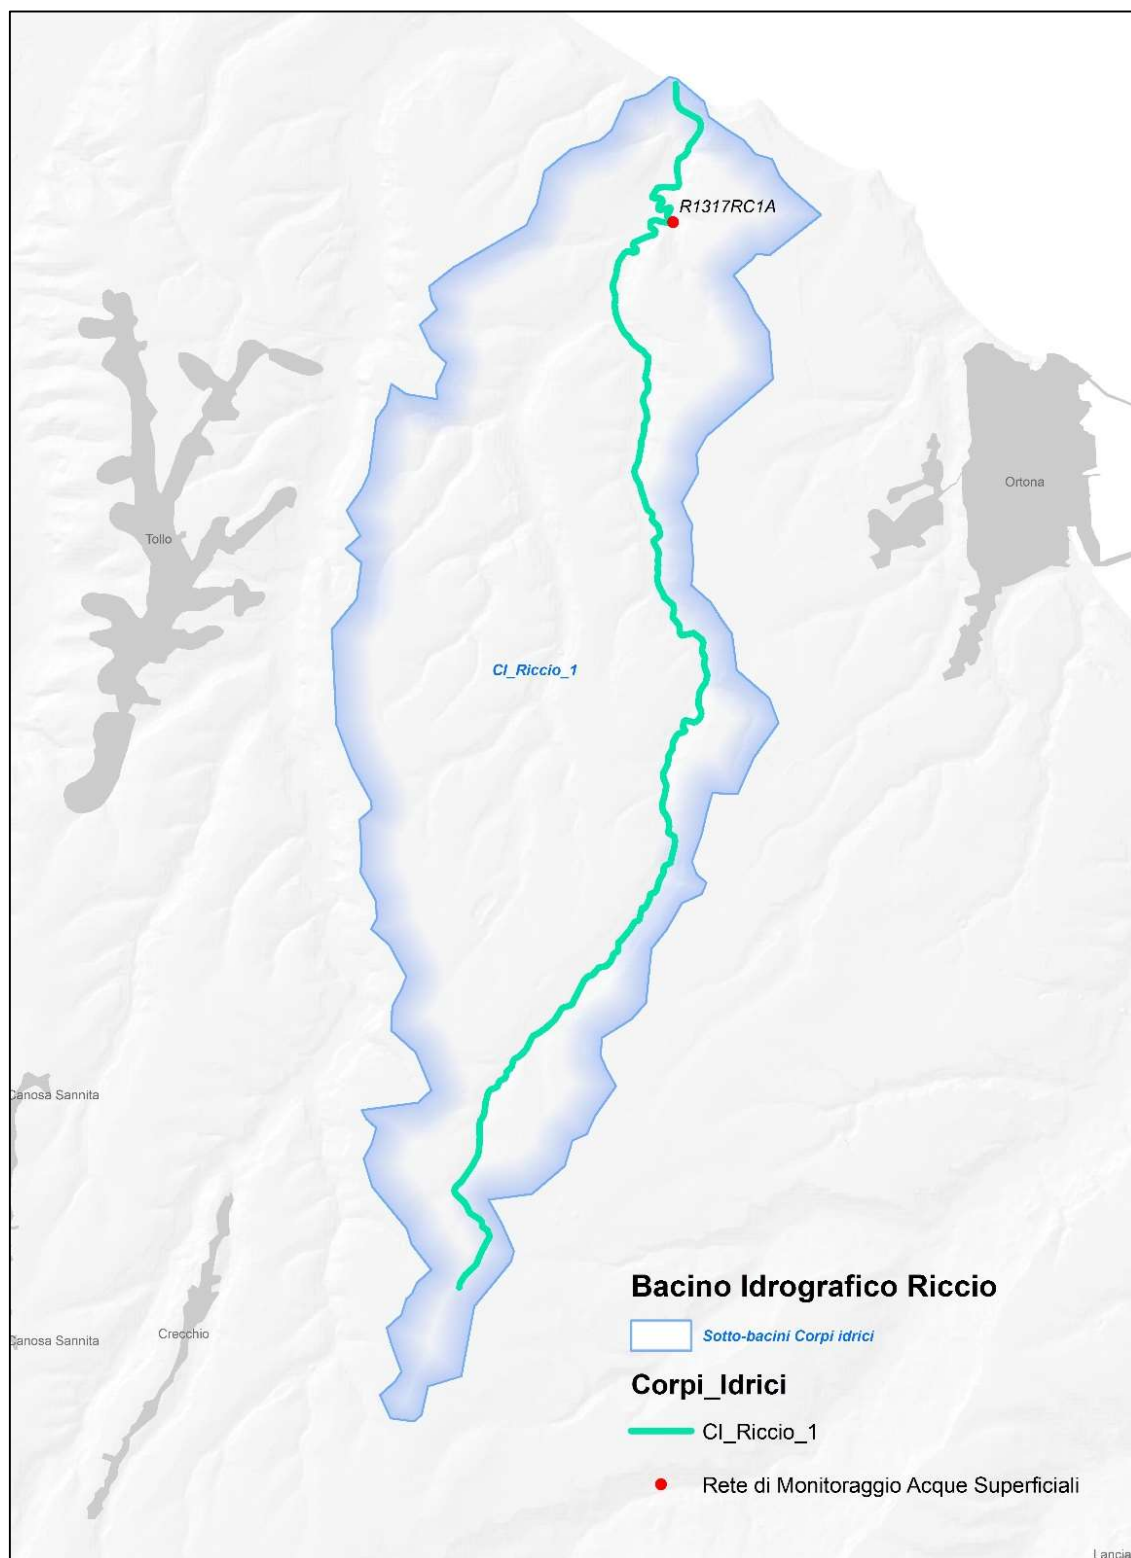 R1317RC1A
Ortona
Tollo
CI_Riccio_1
Canosa Sannita
Bacino Idrografico Riccio
Sotto-bacini Corpi idrici
Crecchio
Canosa Sannita
Corpi_Idrici
CI_Riccio_1
Rete di Monitoraggio Acque Superficiali
Lancia